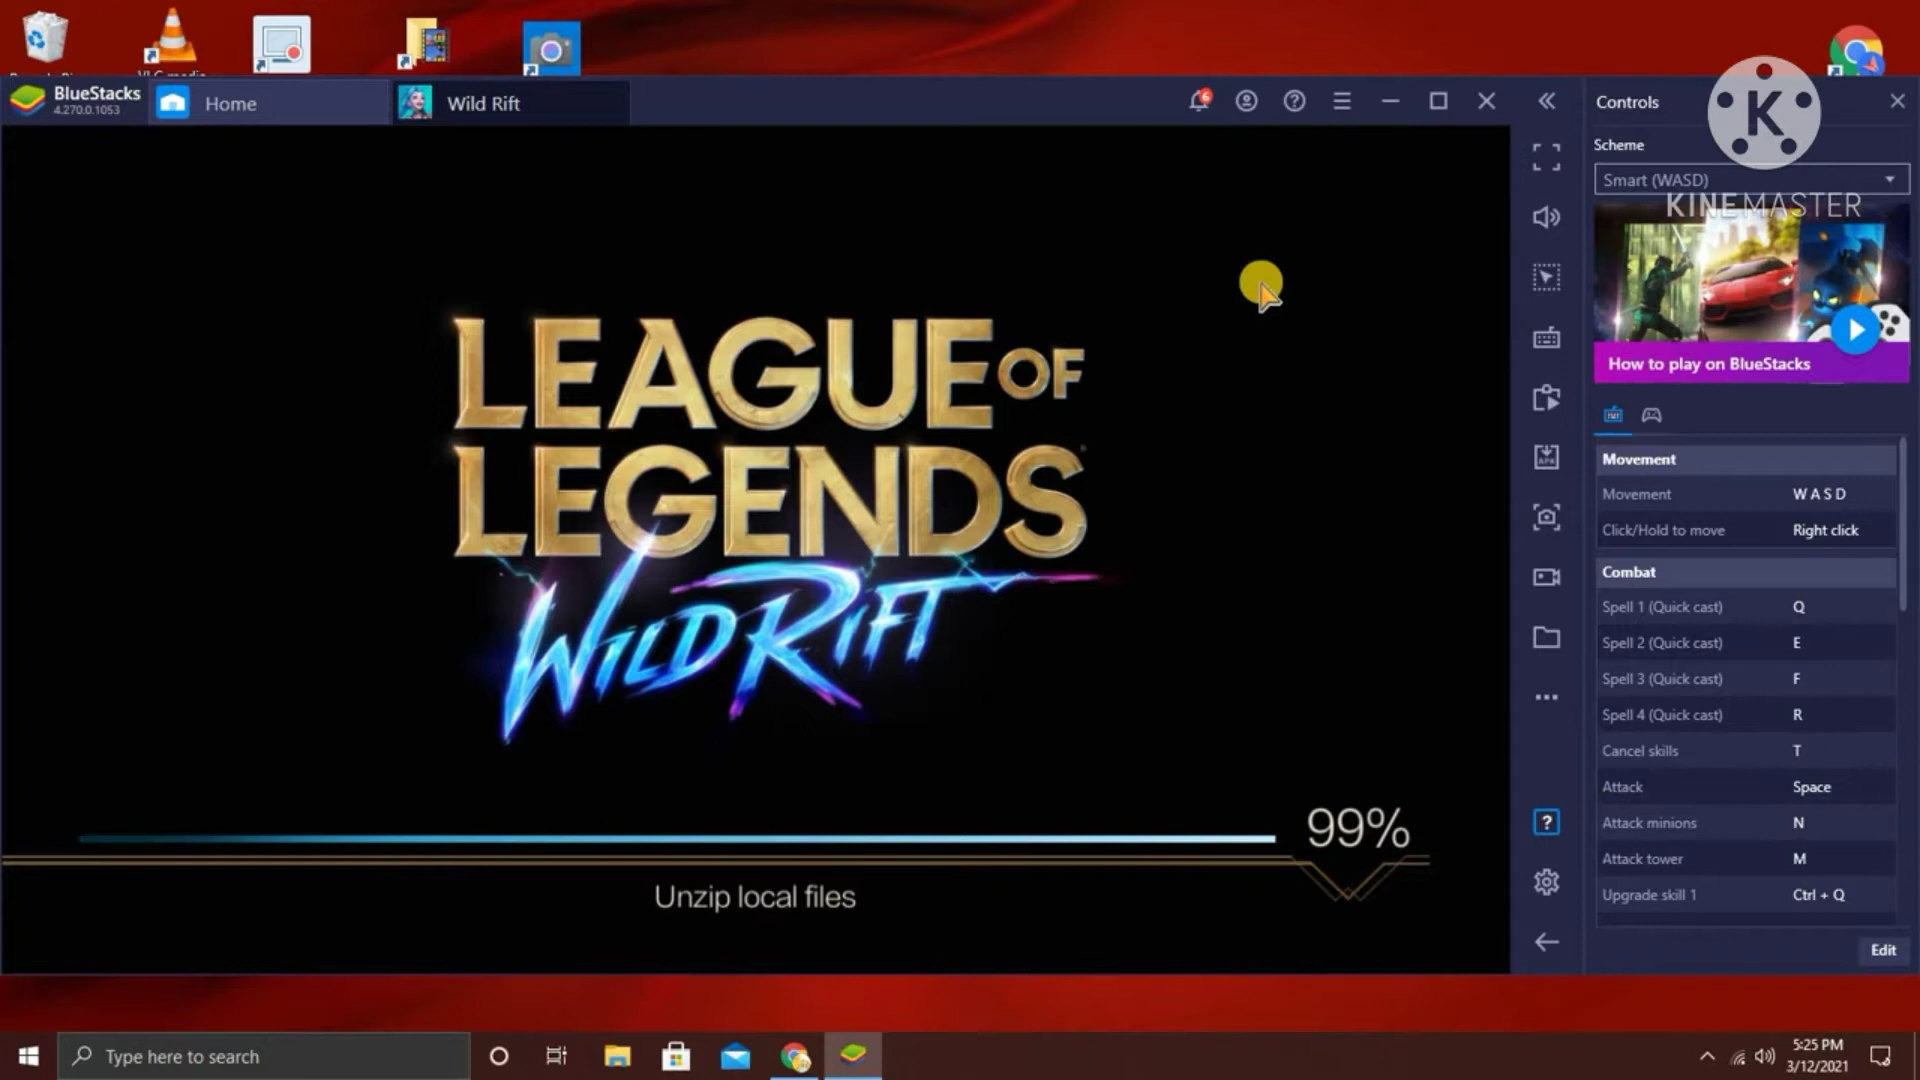 BlueStacks
4.270.0.1053
Home
Wild Rift
6
Controls
Scheme
Smart (WASD)
K
KINEMASTER
How to play on BlueStacks
Movement
Movement W A S D
Click/Hold to move Right click
Combat
Spell 1 (Quick cast) Q
Spell 2 (Quick cast) E
Spell 3 (Quick cast) F
Spell 4 (Quick cast) R
Cancel skills T
Attack Space
Attack minions N
Attack tower M
Upgrade skill 1 Ctrl + Q
Edit
LEAGUE OF
LEGENDS
WILD RIFT
99%
Unzip local files
Type here to search
5:25 PM
3/12/2021